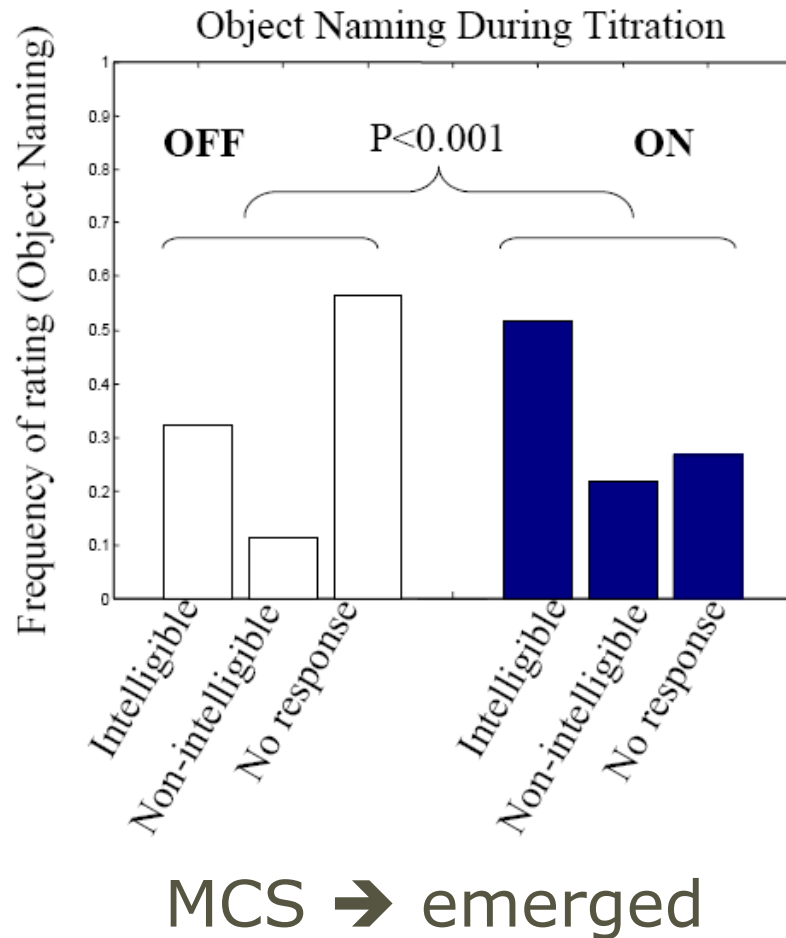 Object Naming During Titration
Frequency of rating (Object Naming)
1
0.9
0.8
0.7
0.6
0.5
0.4
0.3
0.2
0.1
0
OFF
P<0.001
ON
Intelligible
Non-intelligible
No response
Intelligible
Non-intelligible
No response
MCS ➔ emerged